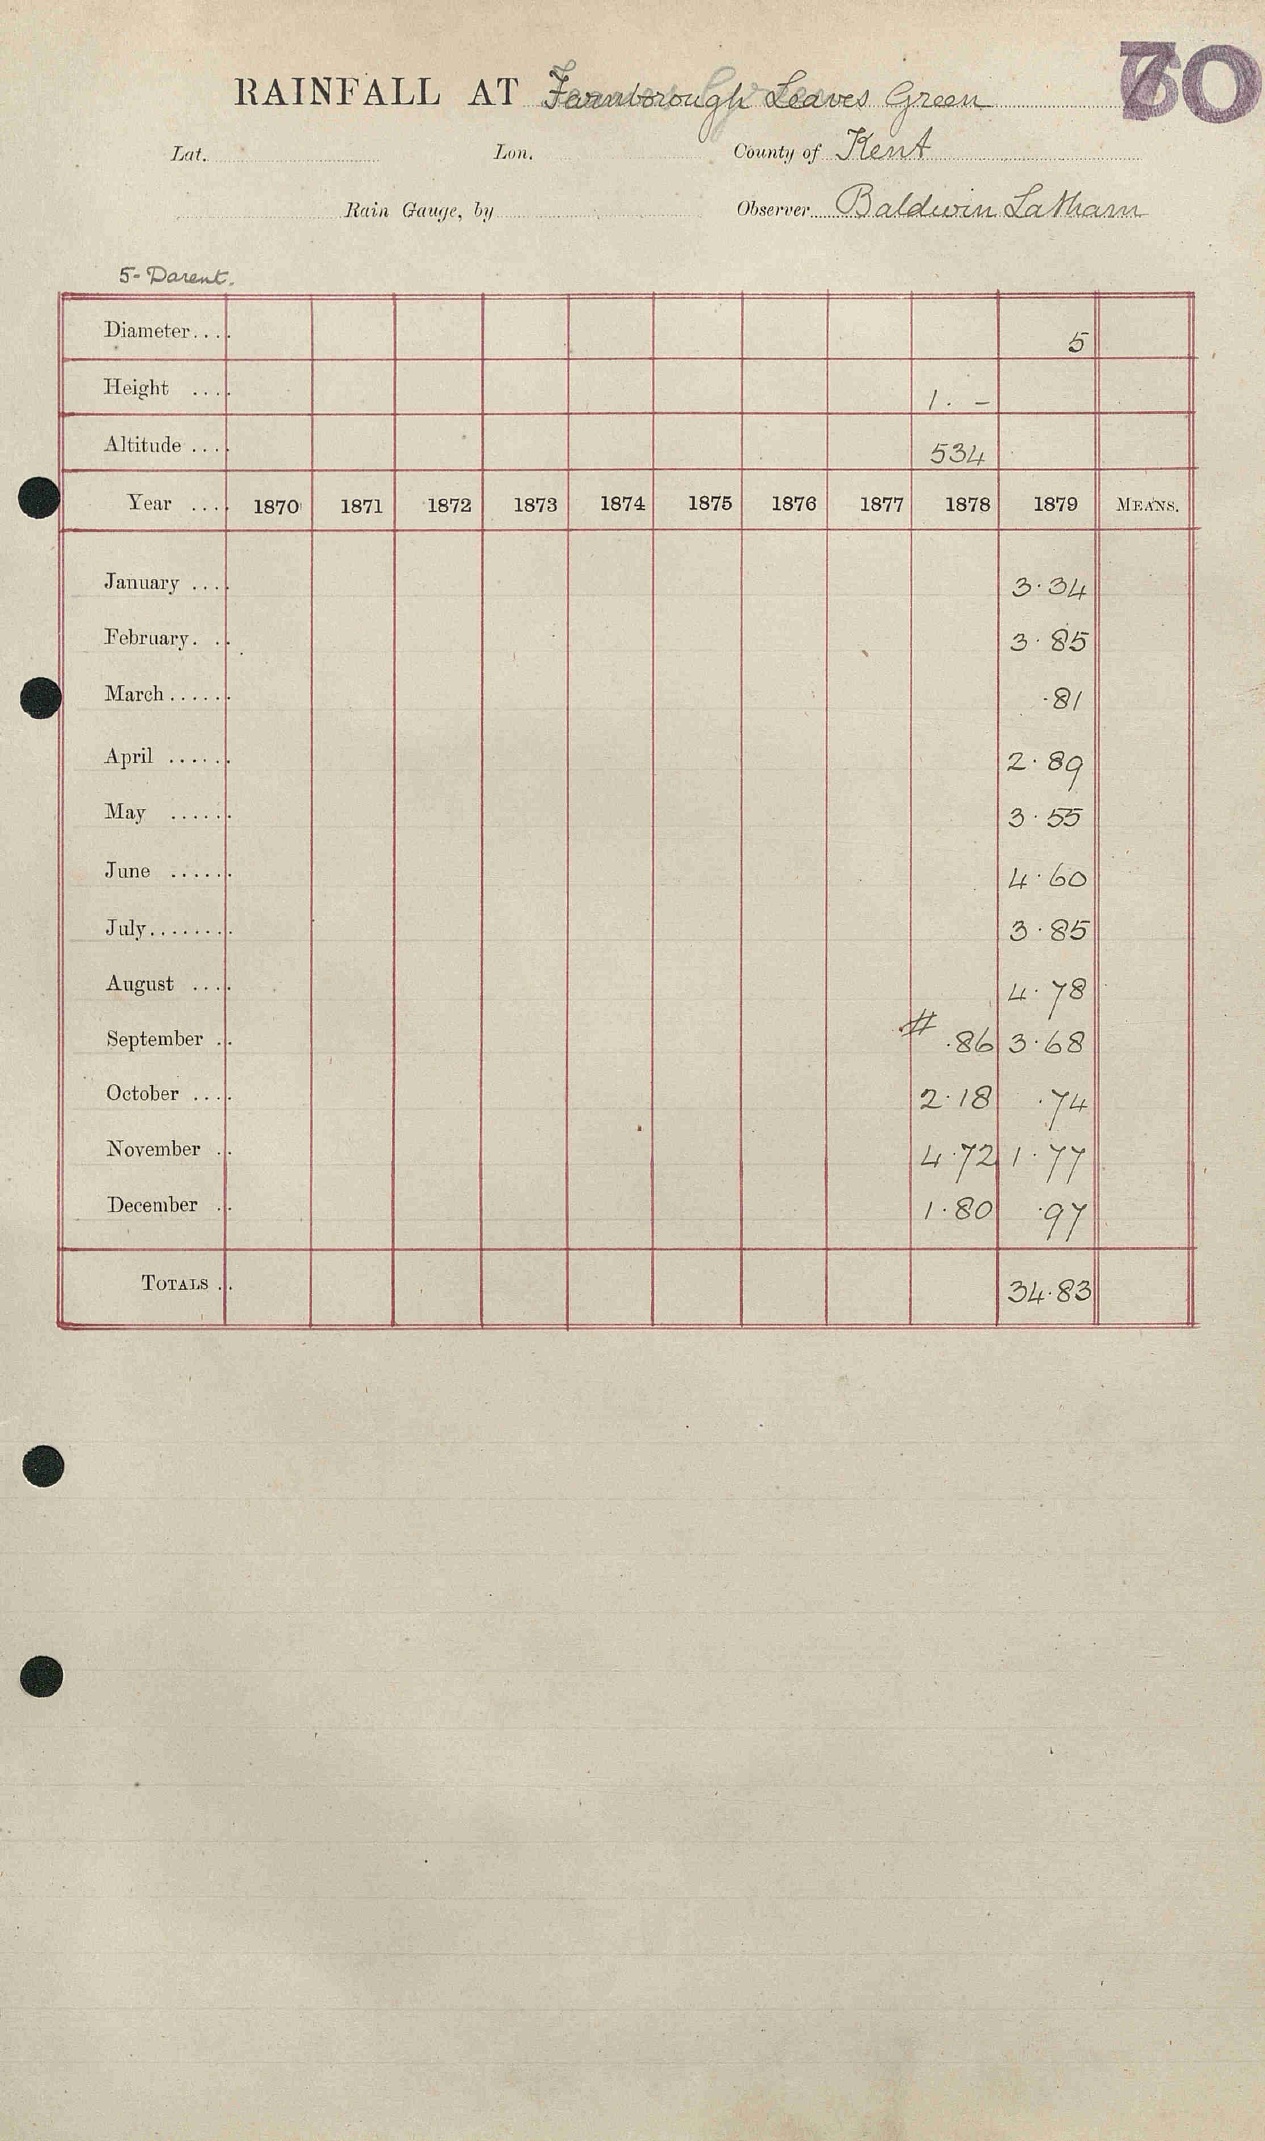 RAINFALL AT Farnborough Leaves Green
Lat. Lon. County of Kent
Rain Gauge, by Observer Baldwin Latham
5- Darent.
Diameter.... 5
Height .... 1. –
Altitude .... 534
Year .... 1870 1871 1872 1873 1874 1875 1876 1877 1878 1879 MEANS.
January .... 3.34
February. .. 3.85
March...... .81
April ...... 2.89
May ...... 3.55
June ...... 4.60
July........ 3.85
August .... 4.78
September .. # .86 3.68
October .... 2.18 .74
November .. 4.72 1.77
December .. 1.80 .97
TOTALS .. 34.83